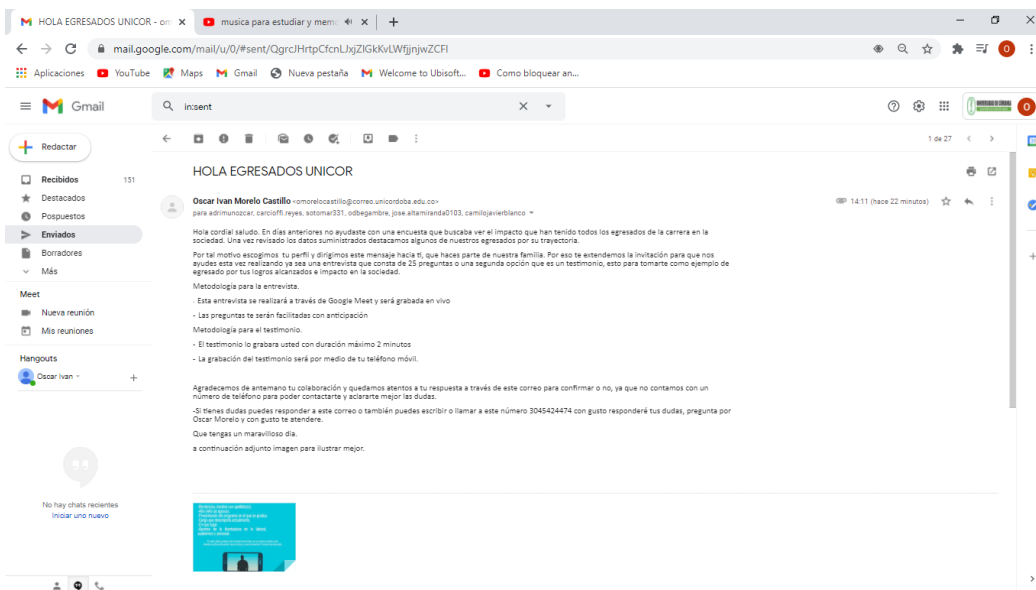 HOLA EGRESADOS UNICOR - om
musica para estudiar y memo
mail.google.com/mail/u/0/#sent/QgrcJHrtpCfcnLJxjZlGkKvLWfjjnjwZCFl
Aplicaciones YouTube Maps Gmail Nueva pestaña Welcome to Ubisoft... Como bloquear an...
Gmail
in:sent
Redactar
1 de 27
Recibidos 151
Destacados
Pospuestos
Enviados
Borradores
Más
Meet
Nueva reunión
Mis reuniones
Hangouts
Oscar Ivan
No hay chats recientes
Iniciar uno nuevo
HOLA EGRESADOS UNICOR
Oscar Ivan Morelo Castillo <omorelocastillo@correo.unicordoba.edu.co>
14:11 (hace 22 minutos)
para adrimunozcar, carcioffi.reyes, sotomar331, odbegambre, jose.altamiranda0103, camilojavierblanco
Hola cordial saludo. En días anteriores no ayudaste con una encuesta que buscaba ver el impacto que han tenido todos los egresados de la carrera en la
sociedad. Una vez revisado los datos suministrados destacamos algunos de nuestros egresados por su trayectoria.
Por tal motivo escogimos tu perfil y dirigimos este mensaje hacia ti, que haces parte de nuestra familia. Por eso te extendemos la invitación para que nos
ayudes esta vez realizando ya sea una entrevista que consta de 25 preguntas o una segunda opción que es un testimonio, esto para tomarte como ejemplo de
egresado por tus logros alcanzados e impacto en la sociedad.
Metodología para la entrevista.
- Esta entrevista se realizará a través de Google Meet y será grabada en vivo
- Las preguntas te serán facilitadas con anticipación
Metodología para el testimonio.
- El testimonio lo grabara usted con duración máximo 2 minutos
- La grabación del testimonio será por medio de tu teléfono móvil.
Agradecemos de antemano tu colaboración y quedamos atentos a tu respuesta a través de este correo para confirmar o no, ya que no contamos con un
número de teléfono para poder contactarte y aclararte mejor las dudas.
-Si tienes dudas puedes responder a este correo o también puedes escribir o llamar a este número 3045424474 con gusto responderé tus dudas, pregunta por
Oscar Morelo y con gusto te atendere.
Que tengas un maravilloso dia.
a continuación adjunto imagen para ilustrar mejor.